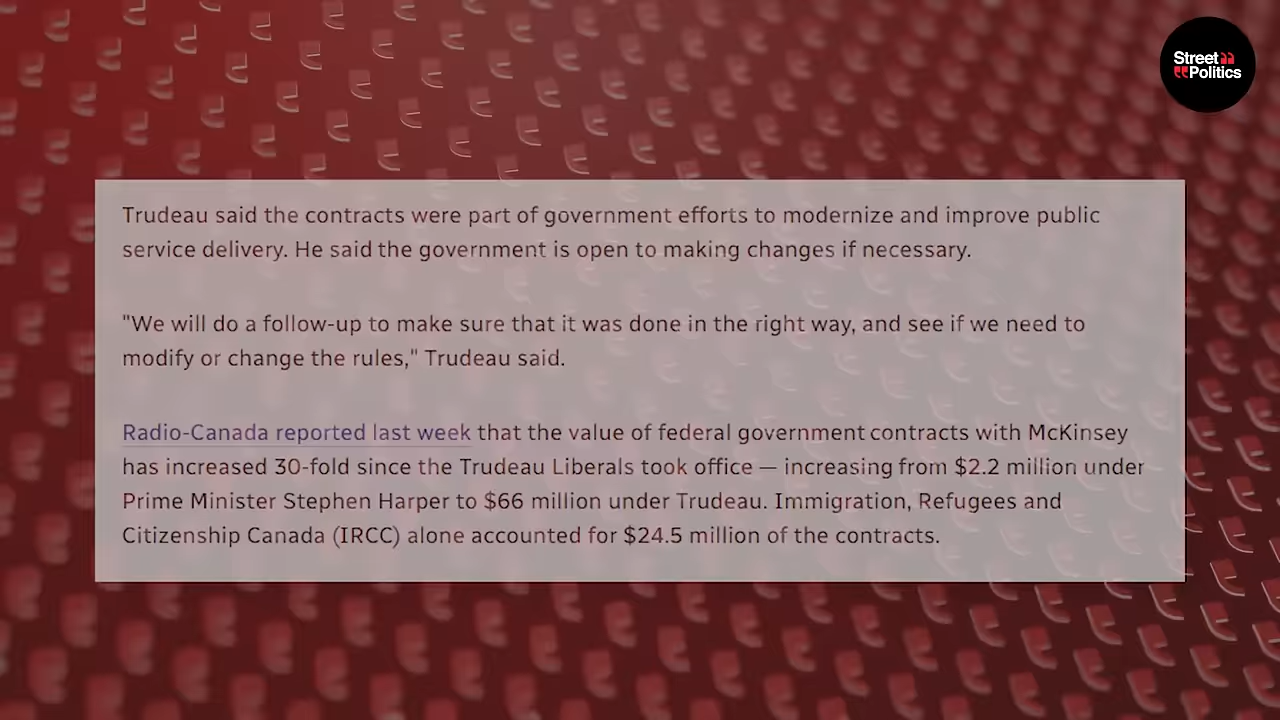 Street
Politics
Trudeau said the contracts were part of government efforts to modernize and improve public
service delivery. He said the government is open to making changes if necessary.
"We will do a follow-up to make sure that it was done in the right way, and see if we need to
modify or change the rules," Trudeau said.
Radio-Canada reported last week that the value of federal government contracts with McKinsey
has increased 30-fold since the Trudeau Liberals took office — increasing from $2.2 million under
Prime Minister Stephen Harper to $66 million under Trudeau. Immigration, Refugees and
Citizenship Canada (IRCC) alone accounted for $24.5 million of the contracts.